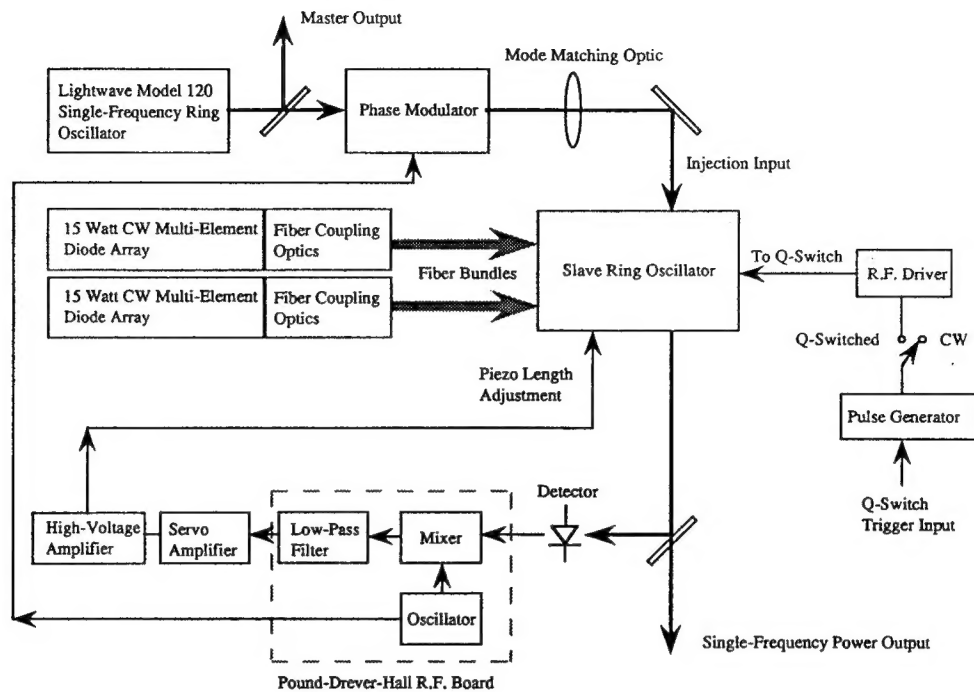 Master Output
Mode Matching Optic
Lightwave Model 120
Single-Frequency Ring
Oscillator
Phase Modulator
Injection Input
15 Watt CW Multi-Element
Diode Array
Fiber Coupling
Optics
Fiber Bundles
15 Watt CW Multi-Element
Diode Array
Fiber Coupling
Optics
Slave Ring Oscillator
To Q-Switch
R.F. Driver
Q-Switched
CW
Piezo Length
Adjustment
Pulse Generator
Q-Switch
Trigger Input
Detector
High-Voltage
Amplifier
Servo
Amplifier
Low-Pass
Filter
Mixer
Oscillator
Single-Frequency Power Output
Pound-Drever-Hall R.F. Board